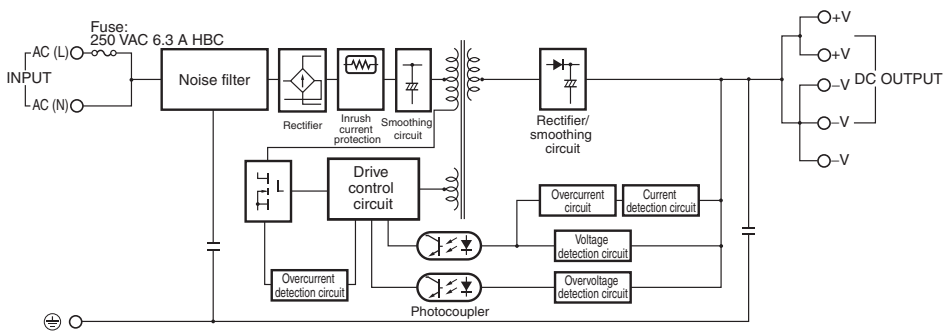 Fuse:
250 VAC 6.3 A HBC
AC (L)
INPUT
AC (N)
Noise filter
Rectifier
Inrush
current
protection
Smoothing
circuit
Rectifier/
smoothing
circuit
+V
+V
−V
DC OUTPUT
−V
−V
Drive
control
circuit
Overcurrent
circuit
Current
detection circuit
Voltage
detection circuit
Overcurrent
detection circuit
Overvoltage
detection circuit
Photocoupler